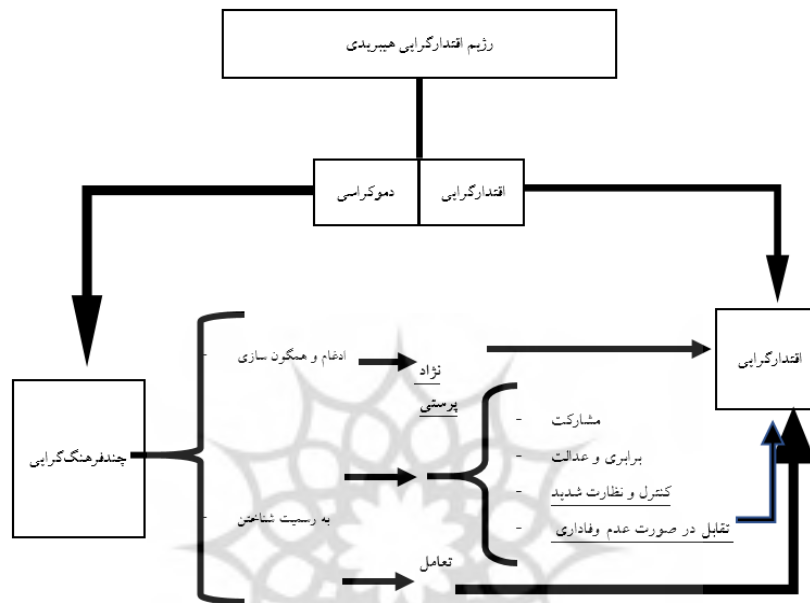 رژیم اقتدارگرایی هیبریدی
اقتدارگرایی
دموکراسی
اقتدارگرایی
- ادغام و همگون سازی
نژاد
پرستی
- مشارکت
- برابری و عدالت
- کنترل و نظارت شدید
- تقابل در صورت عدم وفاداری
چندفرهنگ‌گرایی
- به رسمیت شناختن
تعامل